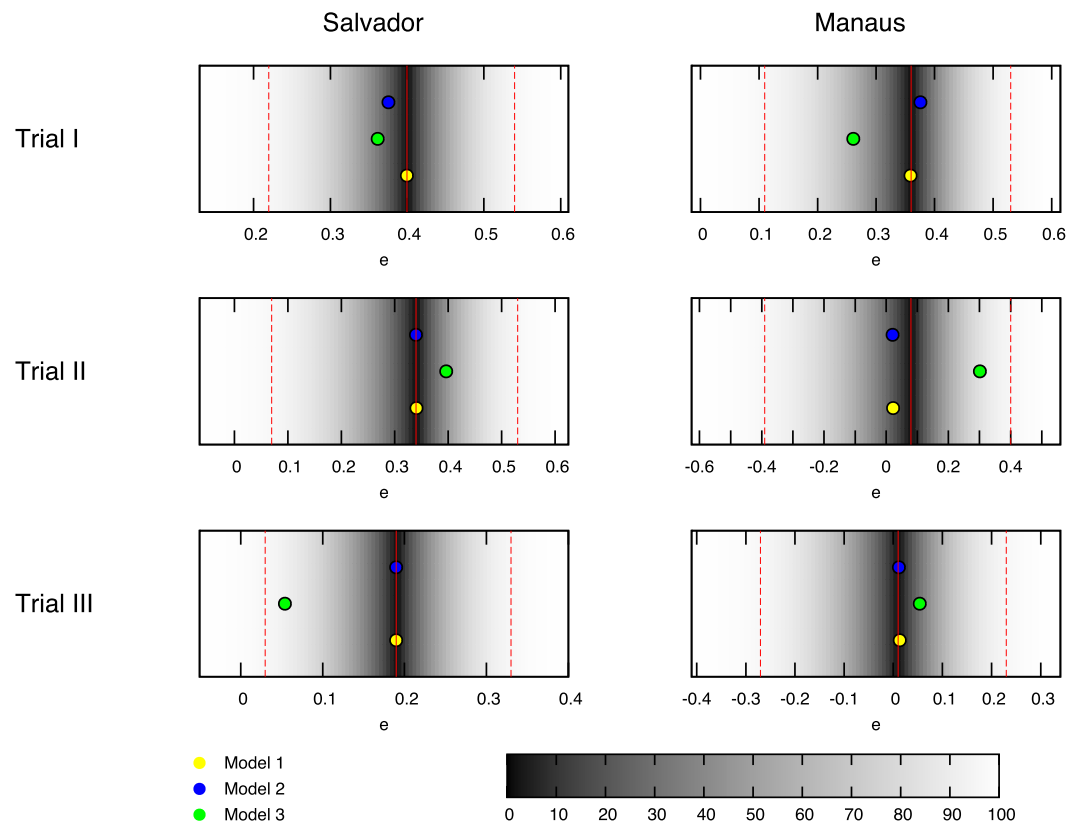 Salvador Manaus
Trial I
0.2 0.3 0.4 0.5 0.6
e
0 0.1 0.2 0.3 0.4 0.5 0.6
e
Trial II
0 0.1 0.2 0.3 0.4 0.5 0.6
e
-0.6 -0.4 -0.2 0 0.2 0.4
e
Trial III
0 0.1 0.2 0.3 0.4
e
-0.4 -0.3 -0.2 -0.1 0 0.1 0.2 0.3
e
Model 1
Model 2
Model 3
0 10 20 30 40 50 60 70 80 90 100